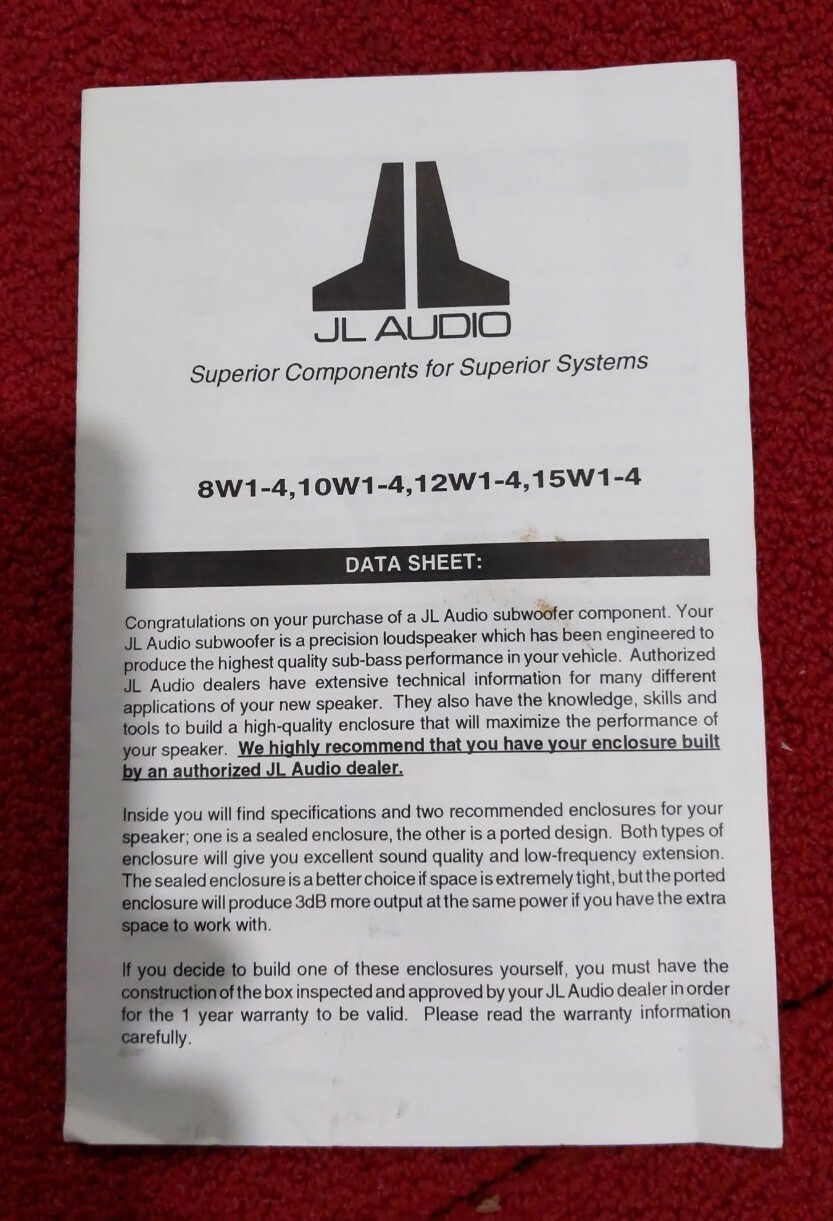 JL AUDIO
Superior Components for Superior Systems
8W1-4,10W1-4,12W1-4,15W1-4
DATA SHEET:
Congratulations on your purchase of a JL Audio subwoofer component. Your
JL Audio subwoofer is a precision loudspeaker which has been engineered to
produce the highest quality sub-bass performance in your vehicle. Authorized
JL Audio dealers have extensive technical information for many different
applications of your new speaker. They also have the knowledge, skills and
tools to build a high-quality enclosure that will maximize the performance of
your speaker. We highly recommend that you have your enclosure built
by an authorized JL Audio dealer.
Inside you will find specifications and two recommended enclosures for your
speaker; one is a sealed enclosure, the other is a ported design. Both types of
enclosure will give you excellent sound quality and low-frequency extension.
The sealed enclosure is a better choice if space is extremely tight, but the ported
enclosure will produce 3dB more output at the same power if you have the extra
space to work with.
If you decide to build one of these enclosures yourself, you must have the
construction of the box inspected and approved by your JL Audio dealer in order
for the 1 year warranty to be valid. Please read the warranty information
carefully.